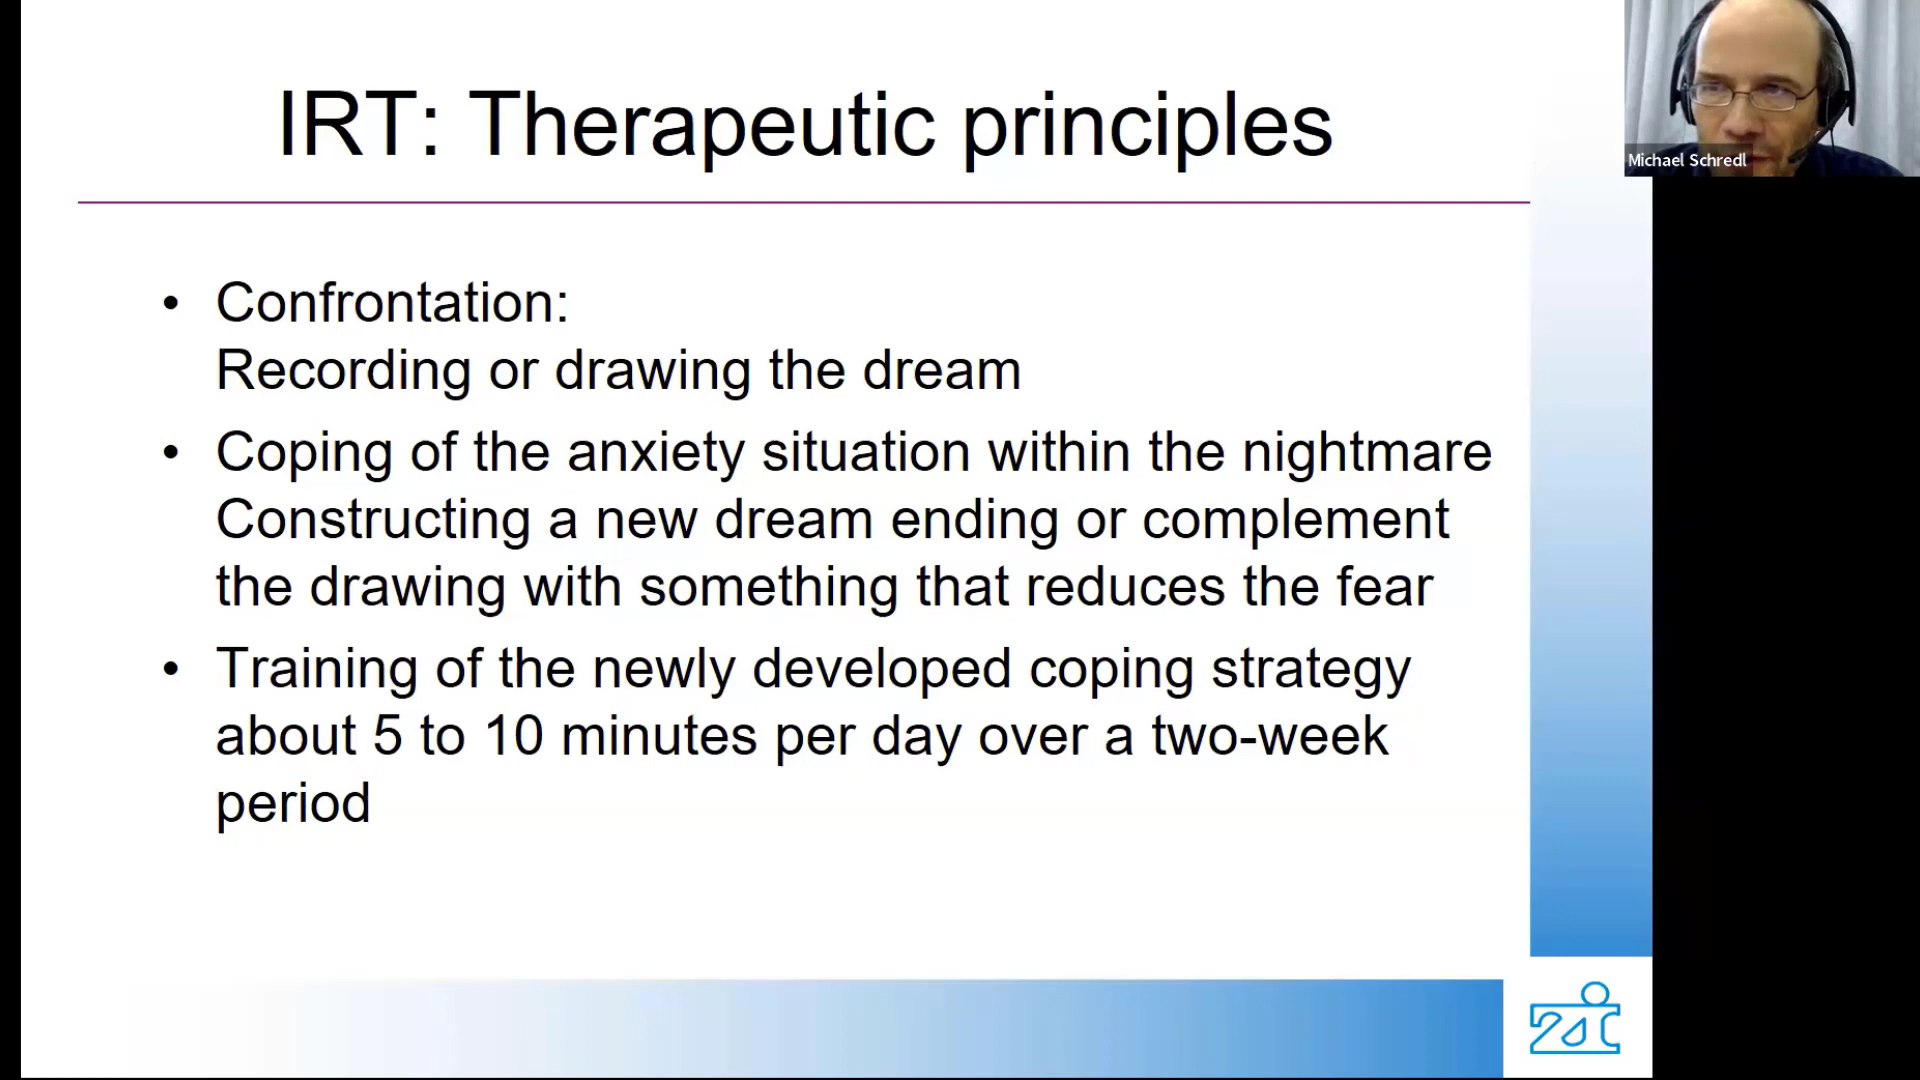 IRT: Therapeutic principles
Michael Schredl
• Confrontation:
Recording or drawing the dream
• Coping of the anxiety situation within the nightmare
Constructing a new dream ending or complement
the drawing with something that reduces the fear
• Training of the newly developed coping strategy
about 5 to 10 minutes per day over a two-week
period